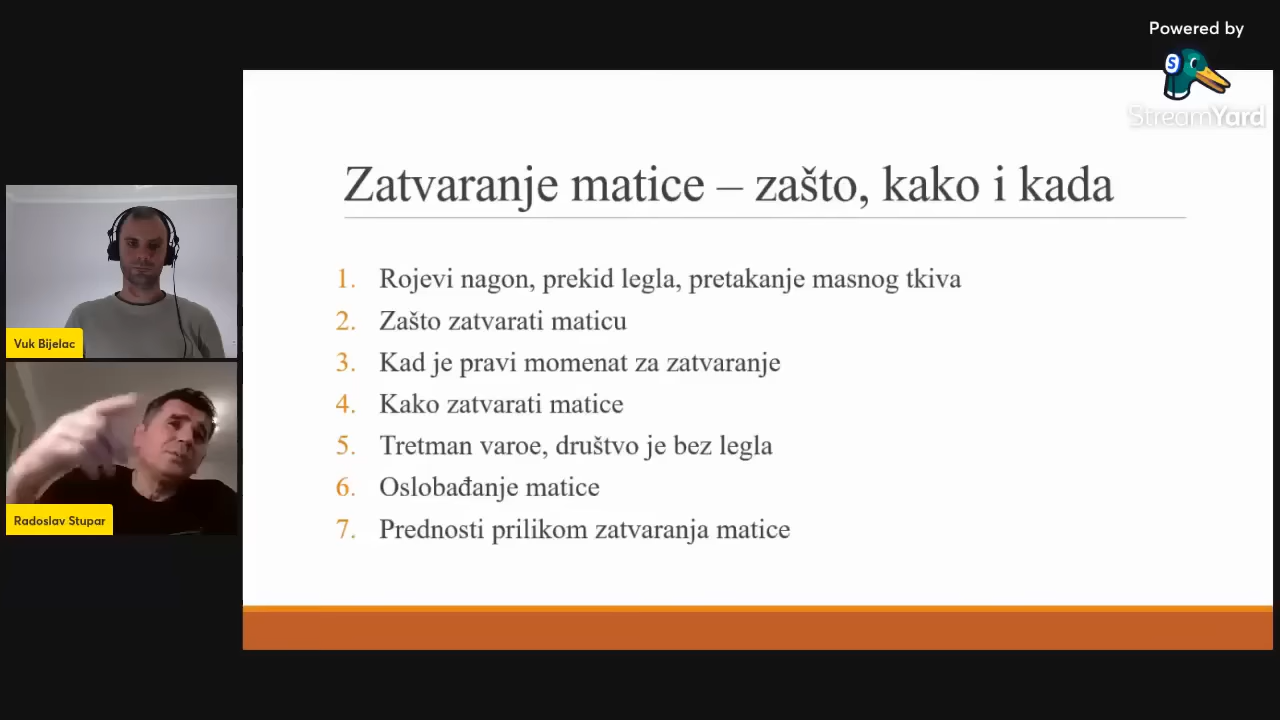 Powered by
StreamYard
Zatvaranje matice – zašto, kako i kada
1. Rojevi nagon, prekid legla, pretakanje masnog tkiva
2. Zašto zatvarati maticu
3. Kad je pravi momenat za zatvaranje
4. Kako zatvarati matice
5. Tretman varoe, društvo je bez legla
6. Oslobađanje matice
7. Prednosti prilikom zatvaranja matice
Vuk Bijelac
Radoslav Stupar